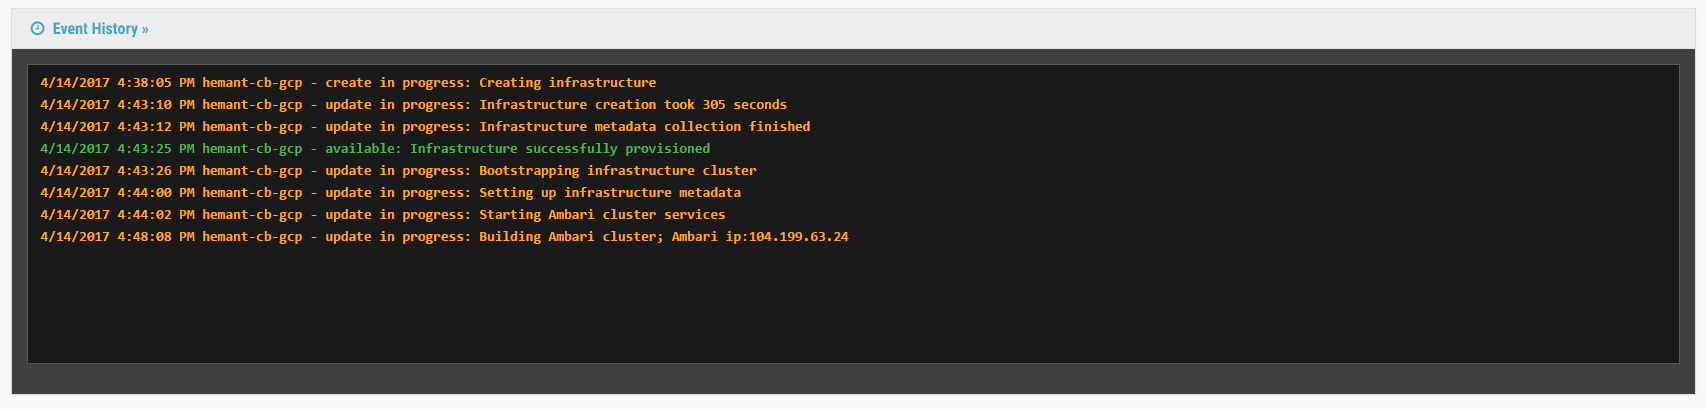 Event History »
4/14/2017 4:38:05 PM hemant-cb-gcp - create in progress: Creating infrastructure
4/14/2017 4:43:10 PM hemant-cb-gcp - update in progress: Infrastructure creation took 305 seconds
4/14/2017 4:43:12 PM hemant-cb-gcp - update in progress: Infrastructure metadata collection finished
4/14/2017 4:43:25 PM hemant-cb-gcp - available: Infrastructure successfully provisioned
4/14/2017 4:43:26 PM hemant-cb-gcp - update in progress: Bootstrapping infrastructure cluster
4/14/2017 4:44:00 PM hemant-cb-gcp - update in progress: Setting up infrastructure metadata
4/14/2017 4:44:02 PM hemant-cb-gcp - update in progress: Starting Ambari cluster services
4/14/2017 4:48:08 PM hemant-cb-gcp - update in progress: Building Ambari cluster; Ambari ip:104.199.63.24